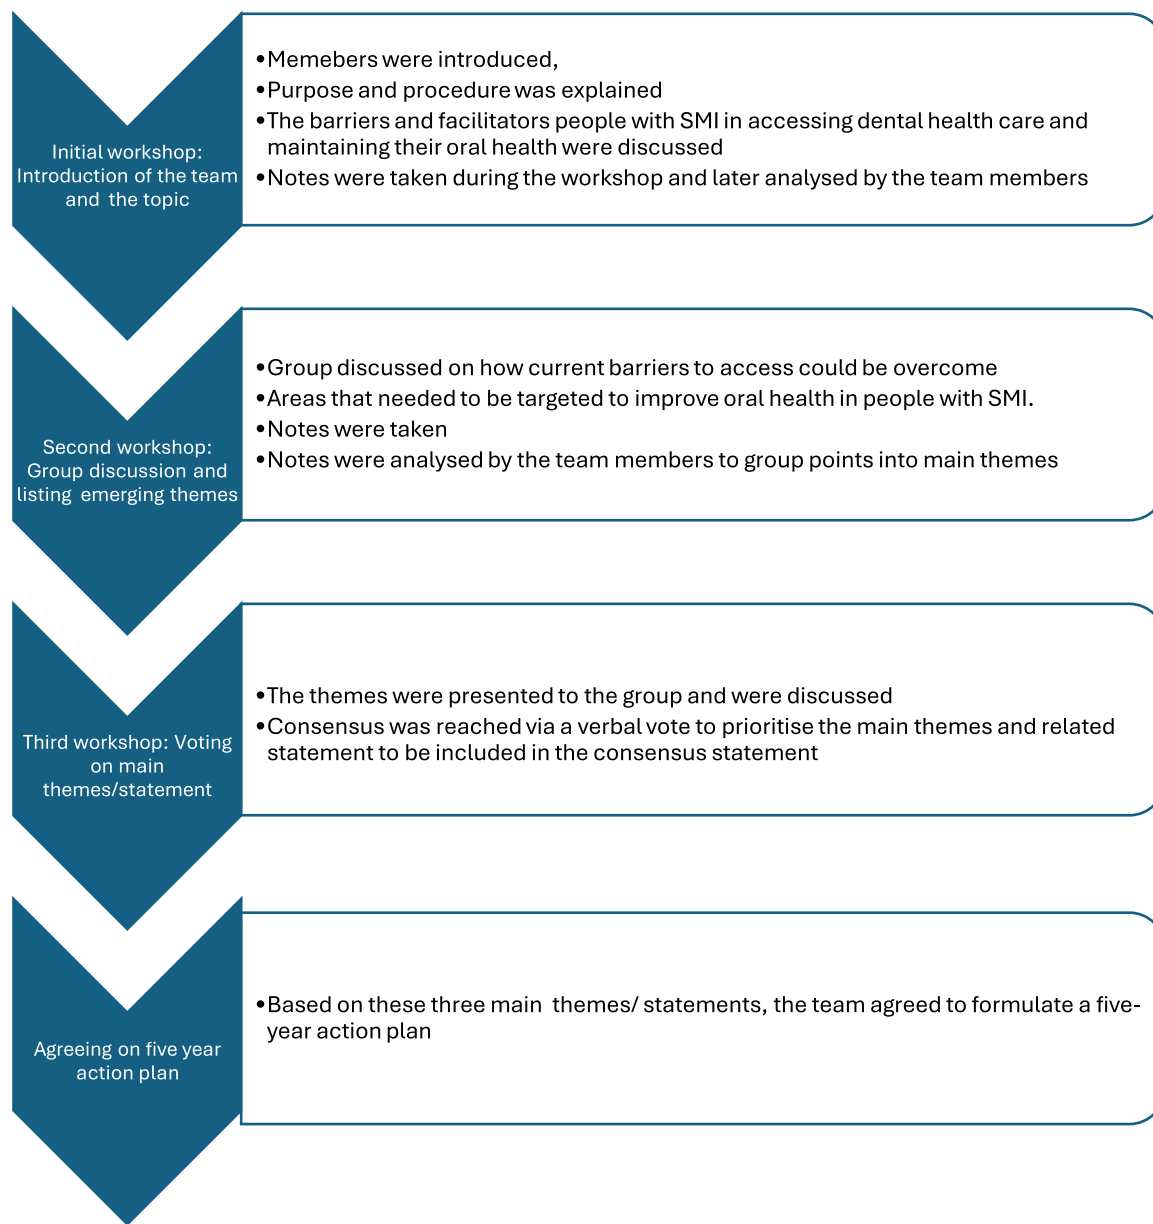 Initial workshop:
Introduction of the team
and the topic
•Memebers were introduced,
•Purpose and procedure was explained
•The barriers and facilitators people with SMI in accessing dental health care and
maintaining their oral health were discussed
•Notes were taken during the workshop and later analysed by the team members
Second workshop:
Group discussion and
listing emerging themes
•Group discussed on how current barriers to access could be overcome
•Areas that needed to be targeted to improve oral health in people with SMI.
•Notes were taken
•Notes were analysed by the team members to group points into main themes
Third workshop: Voting
on main
themes/statement
•The themes were presented to the group and were discussed
•Consensus was reached via a verbal vote to prioritise the main themes and related
statement to be included in the consensus statement
Agreeing on five year
action plan
•Based on these three main themes/ statements, the team agreed to formulate a five-
year action plan